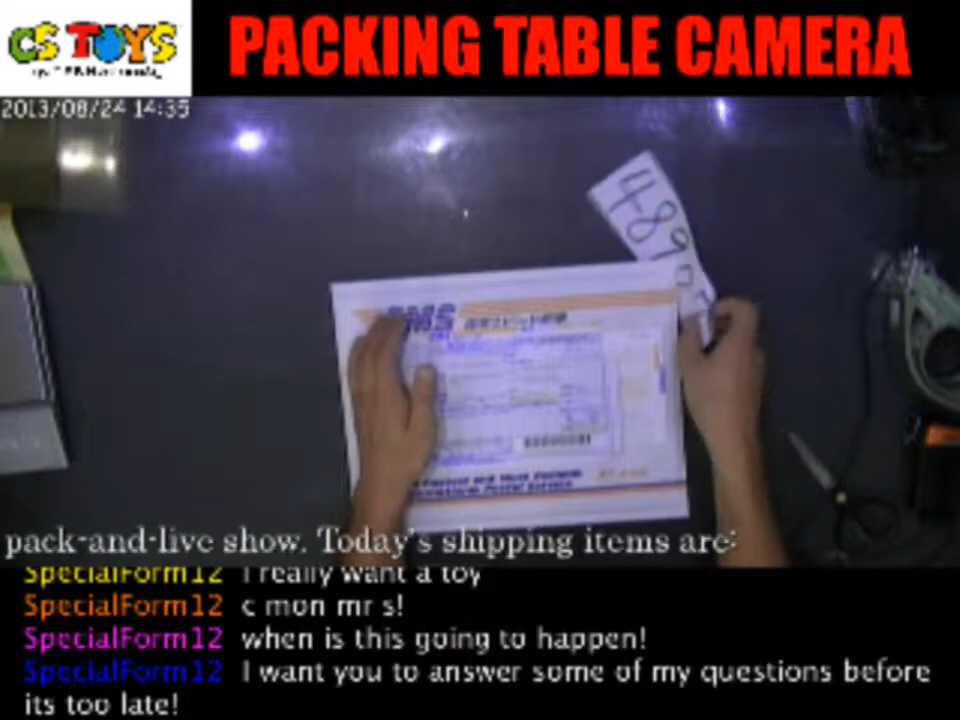 CS TOYS
PACKING TABLE CAMERA
2013/08/24 14:35
EMS
pack-and-live show. Today's shipping items are:
SpecialForm12 I really want a toy
SpecialForm12 c mon mr s!
SpecialForm12 when is this going to happen!
SpecialForm12 I want you to answer some of my questions before
its too late!